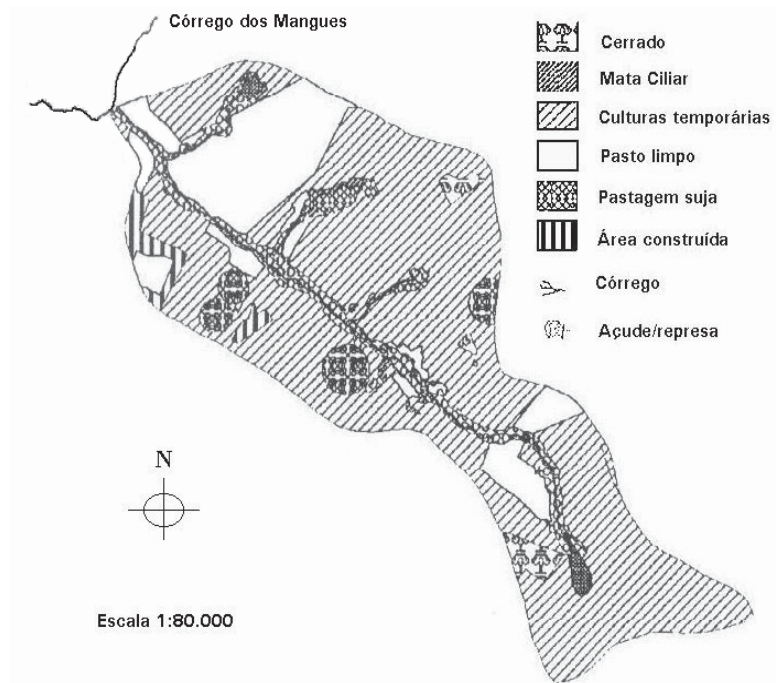 Córrego dos Mangues
Cerrado
Mata Ciliar
Culturas temporárias
Pasto limpo
Pastagem suja
Área construída
Córrego
Açude/represa
N
Escala 1:80.000